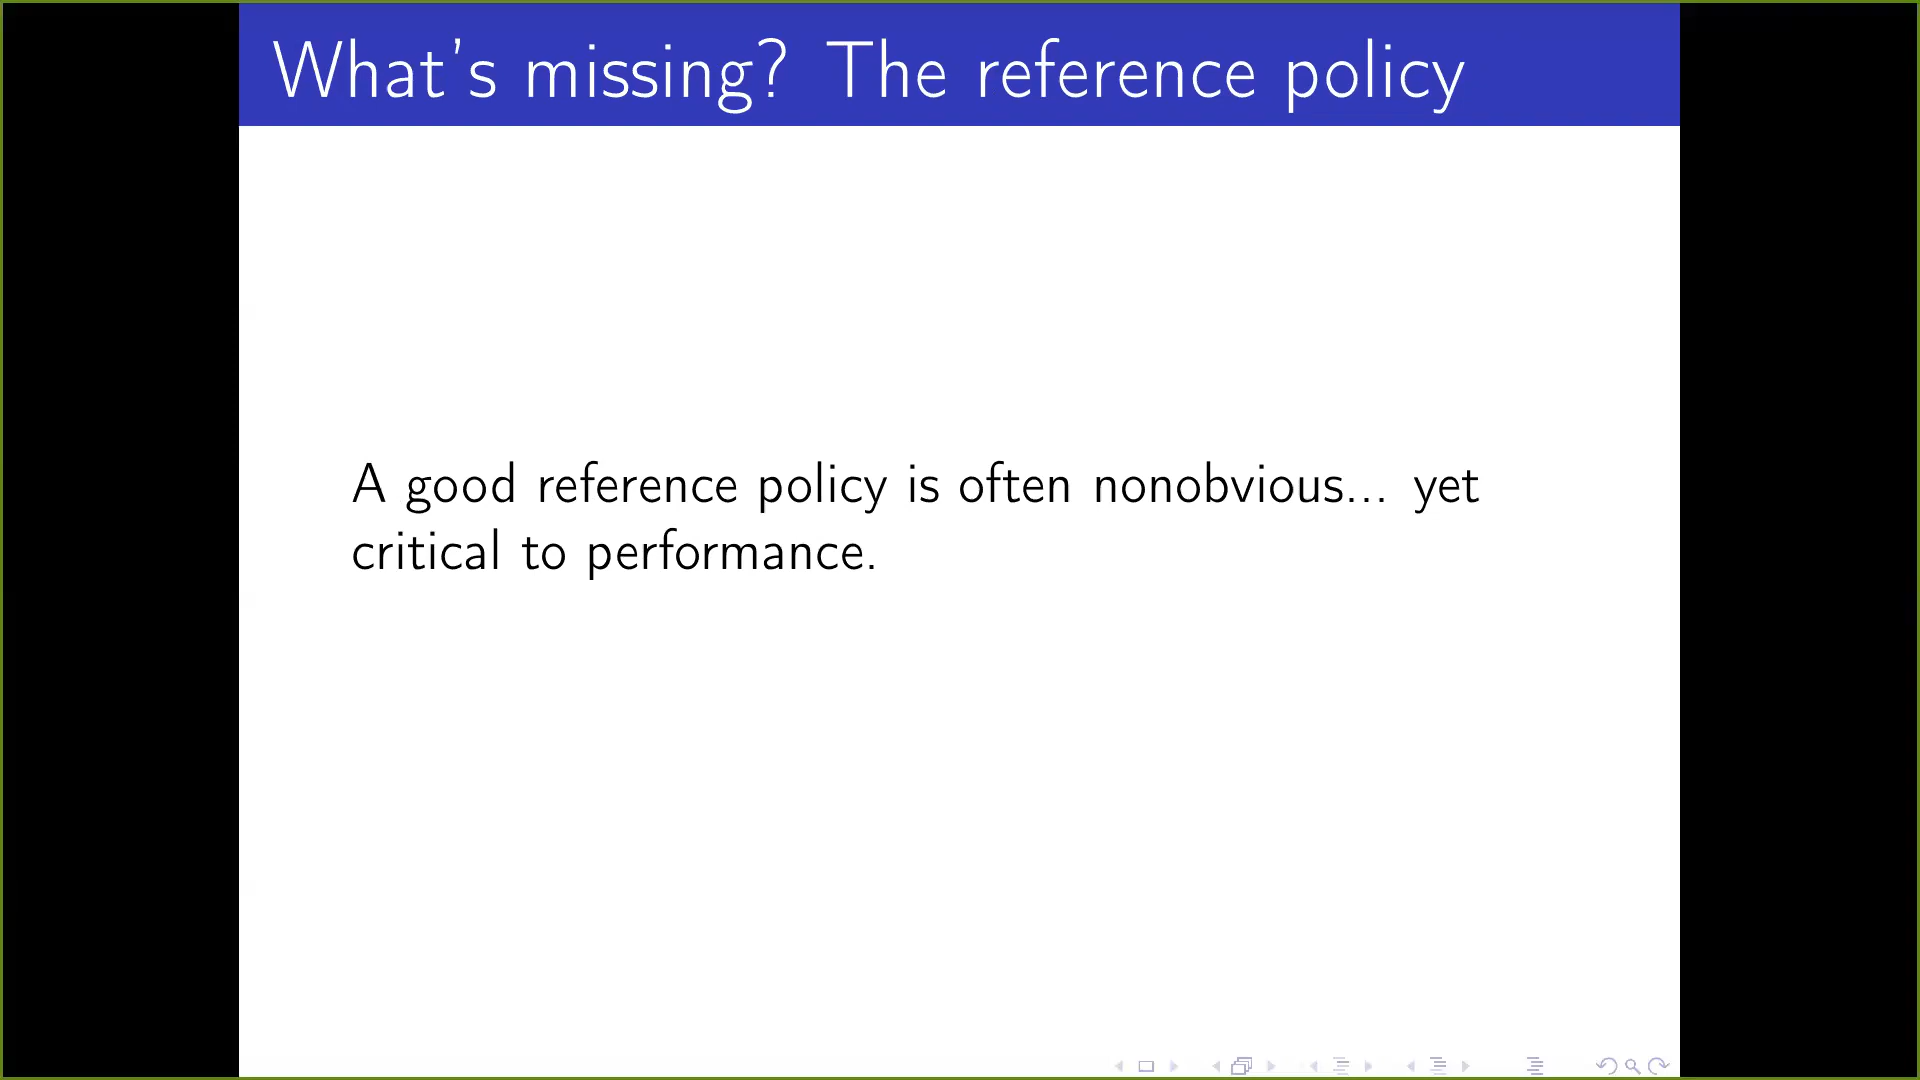 What's missing? The reference policy
A good reference policy is often nonobvious... yet
critical to performance.